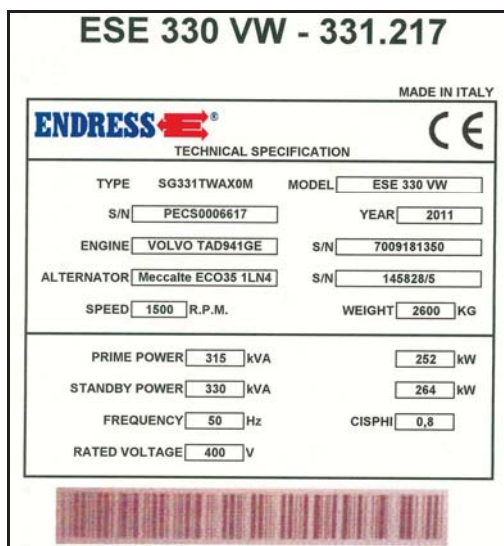 ESE 330 VW - 331.217
MADE IN ITALY
ENDRESS E ® CE
TECHNICAL SPECIFICATION
TYPE SG331TWAX0M MODEL ESE 330 VW
S/N PECS0006617 YEAR 2011
ENGINE VOLVO TAD941GE S/N 7009181350
ALTERNATOR Meccalte ECO35 1LN4 S/N 145828/5
SPEED 1500 R.P.M. WEIGHT 2600 KG
PRIME POWER 315 kVA 252 kW
STANDBY POWER 330 kVA 264 kW
FREQUENCY 50 Hz CISPHI 0,8
RATED VOLTAGE 400 V